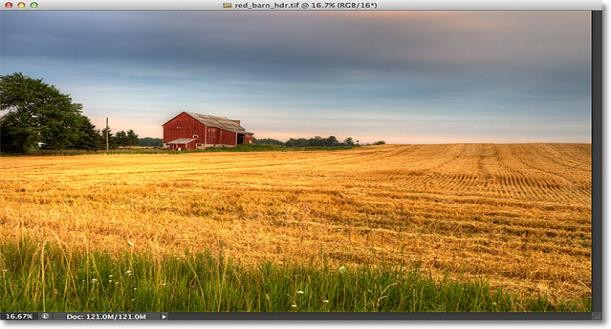 red_barn_hdr.tif @ 16.7% (RGB/16*)
16.67% Doc: 121.0M/121.0M